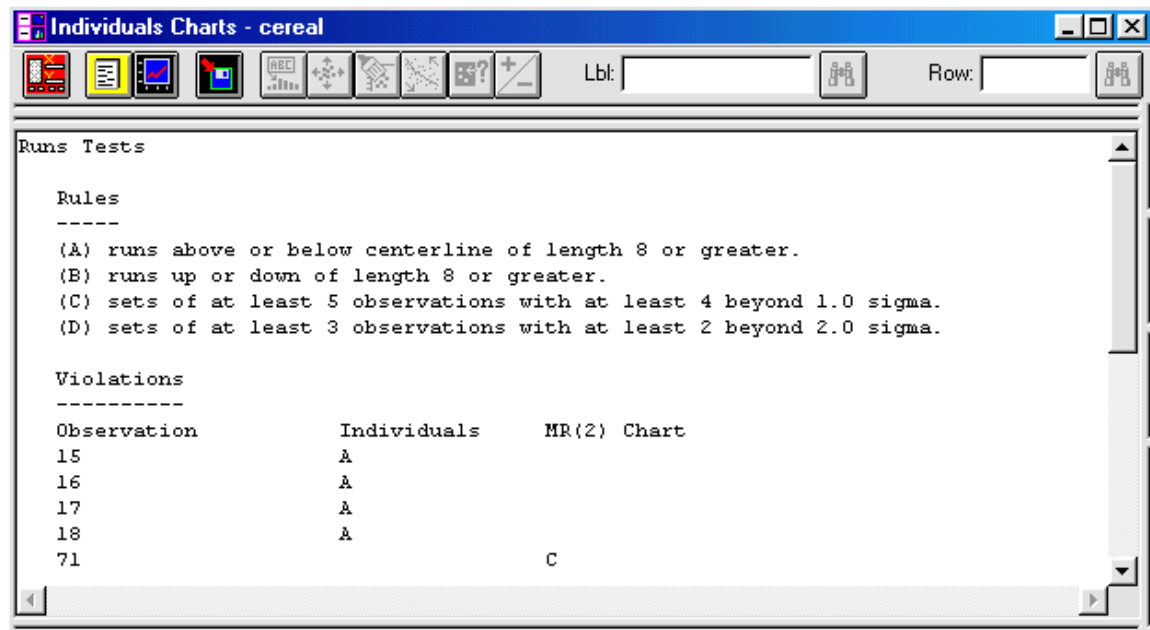 Individuals Charts - cereal
ABC Lbl: Row:
Runs Tests
Rules
-----
(A) runs above or below centerline of length 8 or greater.
(B) runs up or down of length 8 or greater.
(C) sets of at least 5 observations with at least 4 beyond 1.0 sigma.
(D) sets of at least 3 observations with at least 2 beyond 2.0 sigma.
Violations
----------
Observation Individuals MR(2) Chart
15 A
16 A
17 A
18 A
71 C